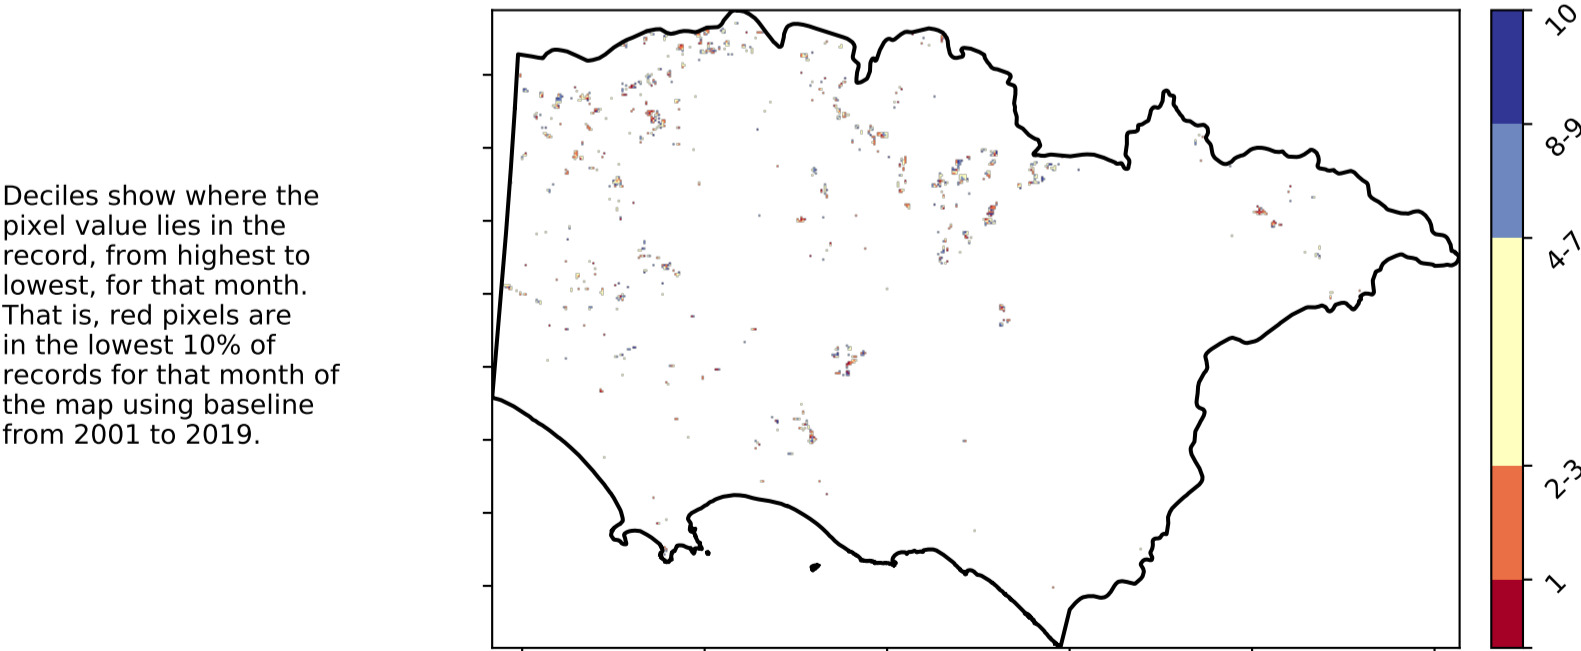 Deciles show where the
pixel value lies in the
record, from highest to
lowest, for that month.
That is, red pixels are
in the lowest 10% of
records for that month of
the map using baseline
from 2001 to 2019.
10
8-9
4-7
2-3
1